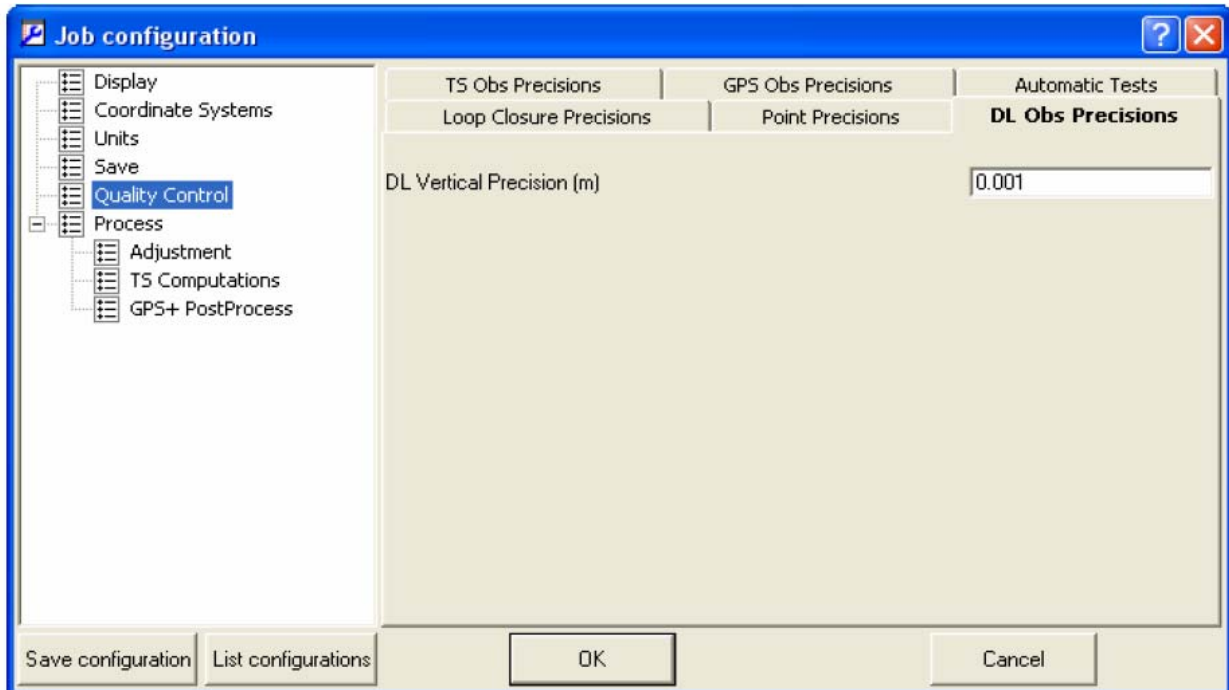 Job configuration
Display
Coordinate Systems
Units
Save
Quality Control
Process
Adjustment
TS Computations
GPS+ PostProcess
TS Obs Precisions
GPS Obs Precisions
Automatic Tests
Loop Closure Precisions
Point Precisions
DL Obs Precisions
DL Vertical Precision (m)
0.001
Save configuration
List configurations
OK
Cancel